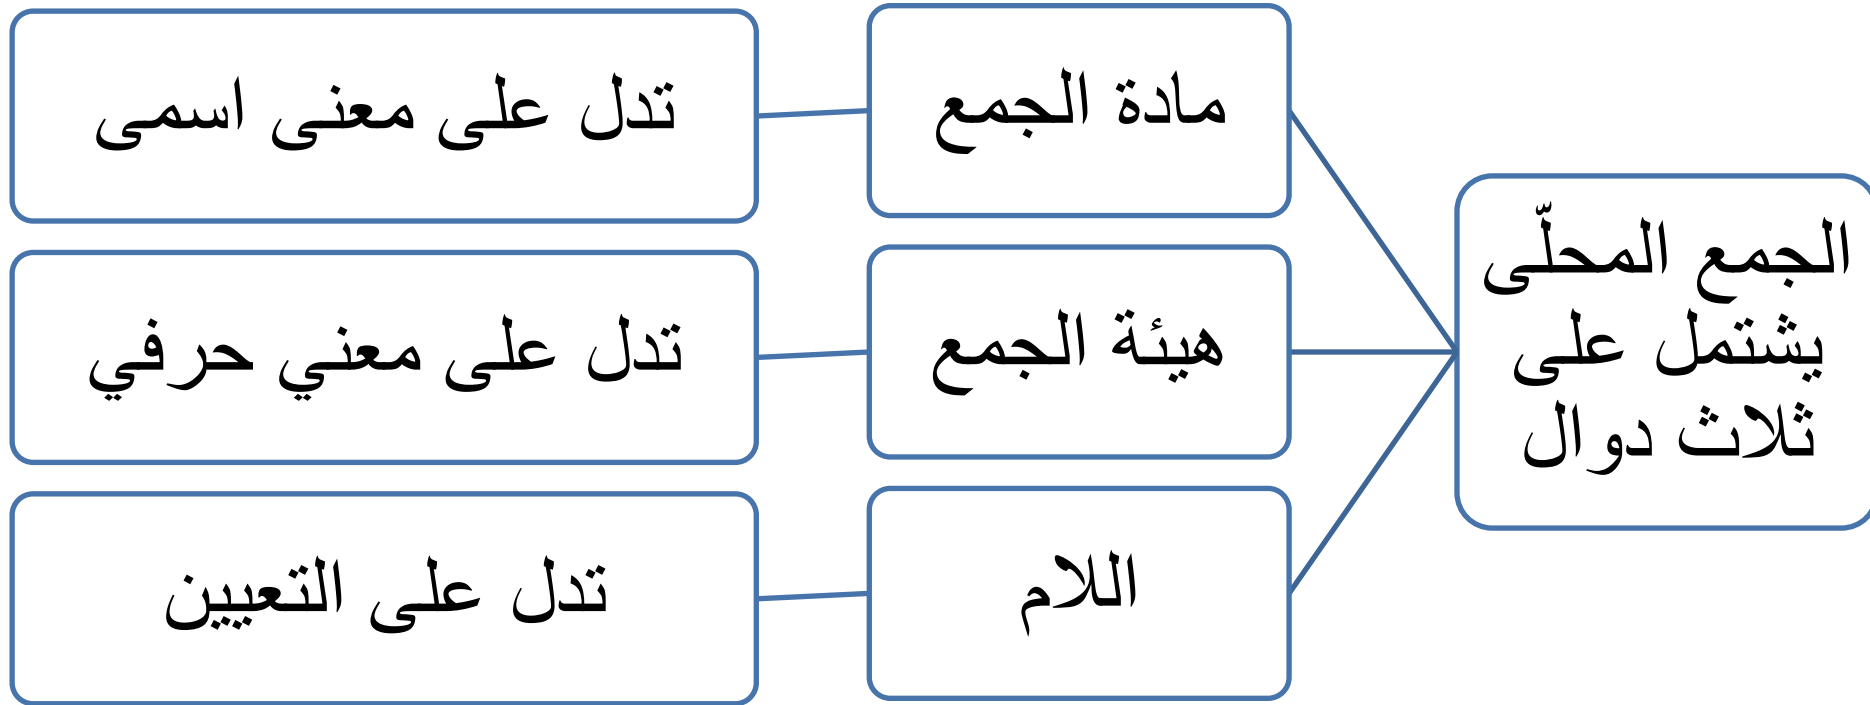 الجمع المحلّى
يشتمل على
ثلاث دوال
مادة الجمع
تدل على معنى اسمى
هيئة الجمع
تدل على معني حرفي
اللام
تدل على التعيين